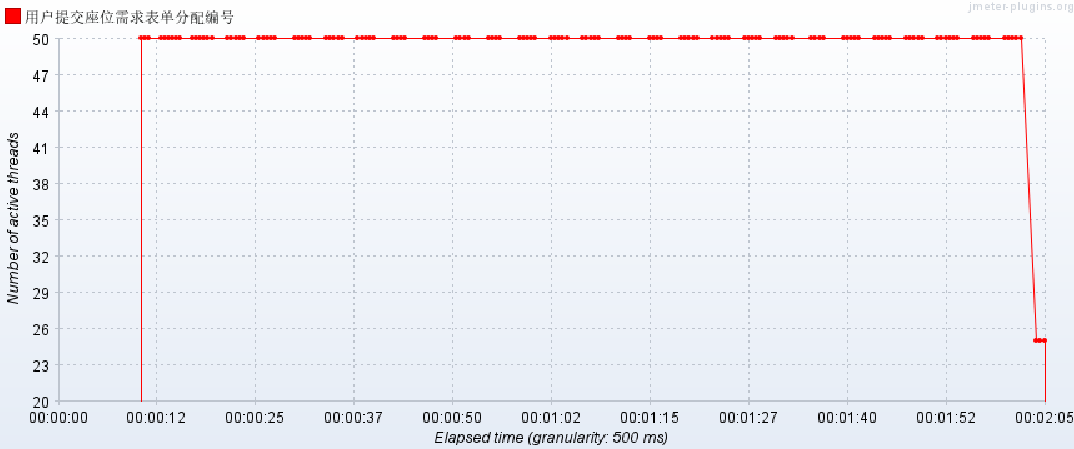 jmeter-plugins.org
用户提交座位需求表单分配编号
50
47
44
41
38
35
32
29
26
23
20
Number of active threads
00:00:00 00:00:12 00:00:25 00:00:37 00:00:50 00:01:02 00:01:15 00:01:27 00:01:40 00:01:52 00:02:05
Elapsed time (granularity: 500 ms)